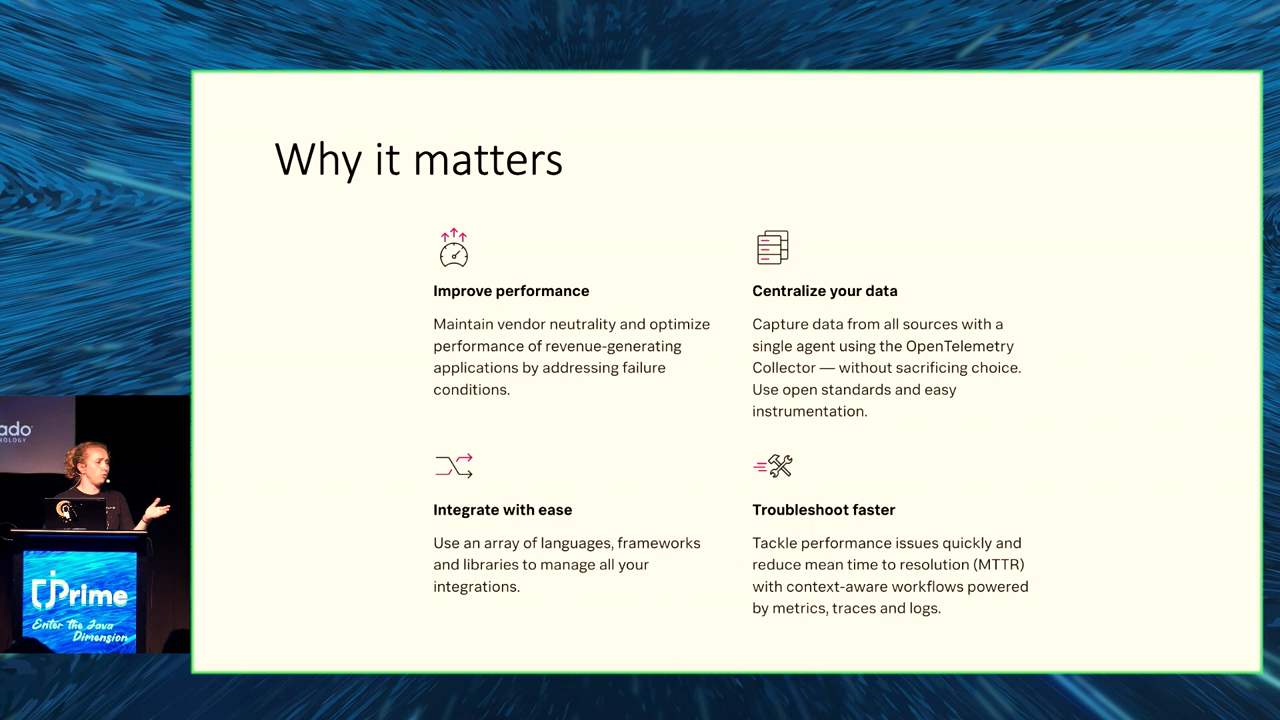 Why it matters
Improve performance
Maintain vendor neutrality and optimize
performance of revenue-generating
applications by addressing failure
conditions.
Centralize your data
Capture data from all sources with a
single agent using the OpenTelemetry
Collector — without sacrificing choice.
Use open standards and easy
instrumentation.
Integrate with ease
Use an array of languages, frameworks
and libraries to manage all your
integrations.
Troubleshoot faster
Tackle performance issues quickly and
reduce mean time to resolution (MTTR)
with context-aware workflows powered
by metrics, traces and logs.
ado
NOLOGY
jPrime
Enter the Java
Dimension